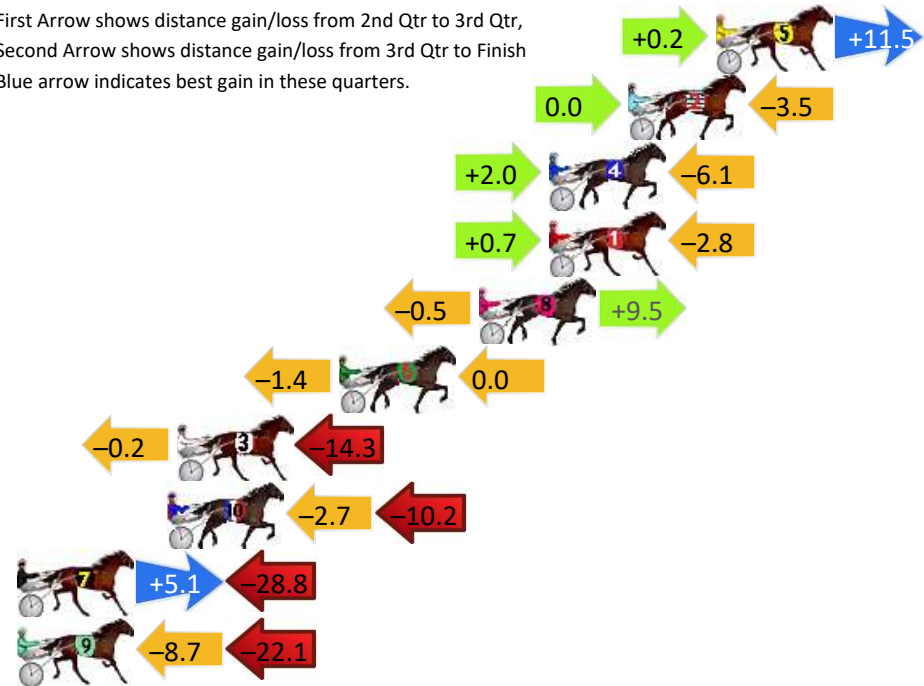 First Arrow shows distance gain/loss from 2nd Qtr to 3rd Qtr,
Second Arrow shows distance gain/loss from 3rd Qtr to Finish
Blue arrow indicates best gain in these quarters.
+0.2 5 +11.5
0.0 –3.5
+2.0 4 –6.1
+0.7 1 –2.8
–0.5 8 +9.5
–1.4 0.0
–0.2 3 –14.3
10 –2.7 –10.2
7 +5.1 –28.8
9 –8.7 –22.1